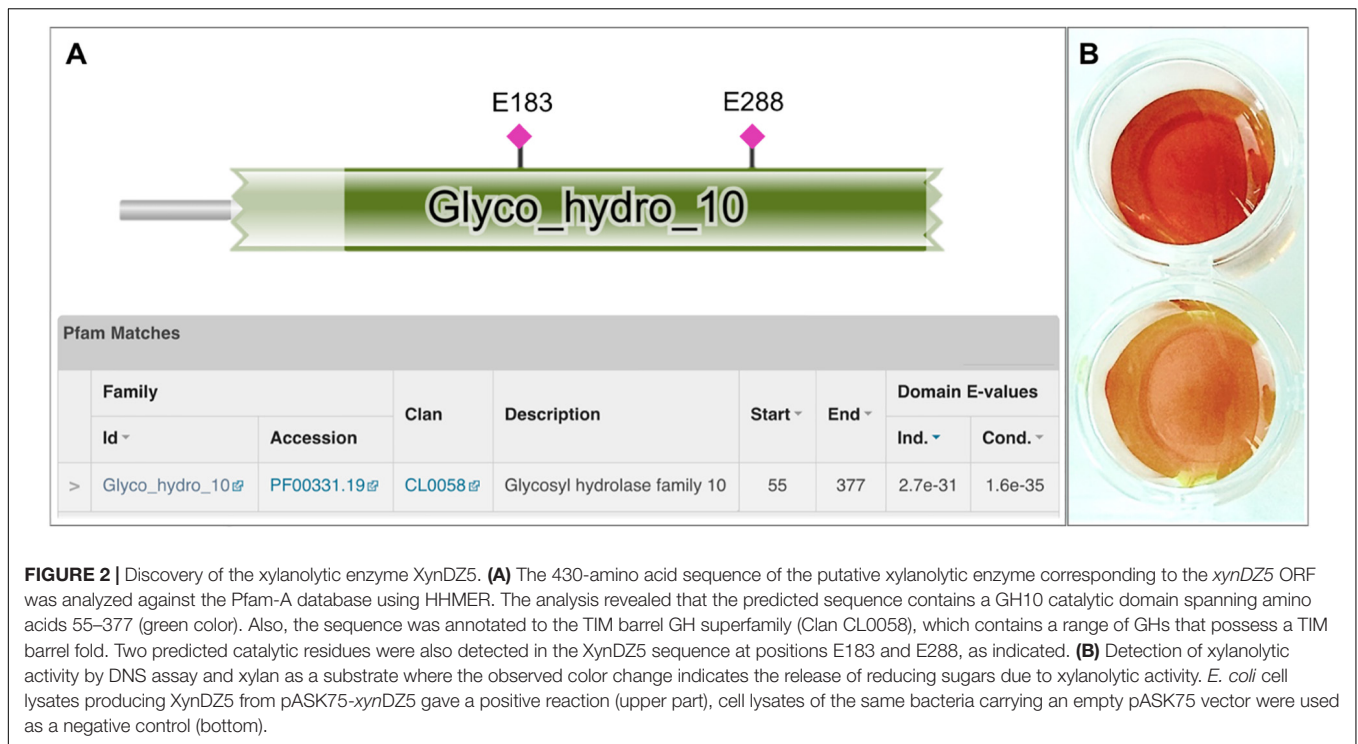 A
B
E183
E288
Glyco_hydro_10
Pfam Matches
Family
Clan
Description
Start
End
Domain E-values
Id
Accession
Ind.
Cond.
> Glyco_hydro_10 PF00331.19 CL0058 Glycosyl hydrolase family 10 55 377 2.7e-31 1.6e-35
FIGURE 2 | Discovery of the xylanolytic enzyme XynDZ5. (A) The 430-amino acid sequence of the putative xylanolytic enzyme corresponding to the xynDZ5 ORF
was analyzed against the Pfam-A database using HHMER. The analysis revealed that the predicted sequence contains a GH10 catalytic domain spanning amino
acids 55–377 (green color). Also, the sequence was annotated to the TIM barrel GH superfamily (Clan CL0058), which contains a range of GHs that possess a TIM
barrel fold. Two predicted catalytic residues were also detected in the XynDZ5 sequence at positions E183 and E288, as indicated. (B) Detection of xylanolytic
activity by DNS assay and xylan as a substrate where the observed color change indicates the release of reducing sugars due to xylanolytic activity. E. coli cell
lysates producing XynDZ5 from pASK75-xynDZ5 gave a positive reaction (upper part), cell lysates of the same bacteria carrying an empty pASK75 vector were used
as a negative control (bottom).